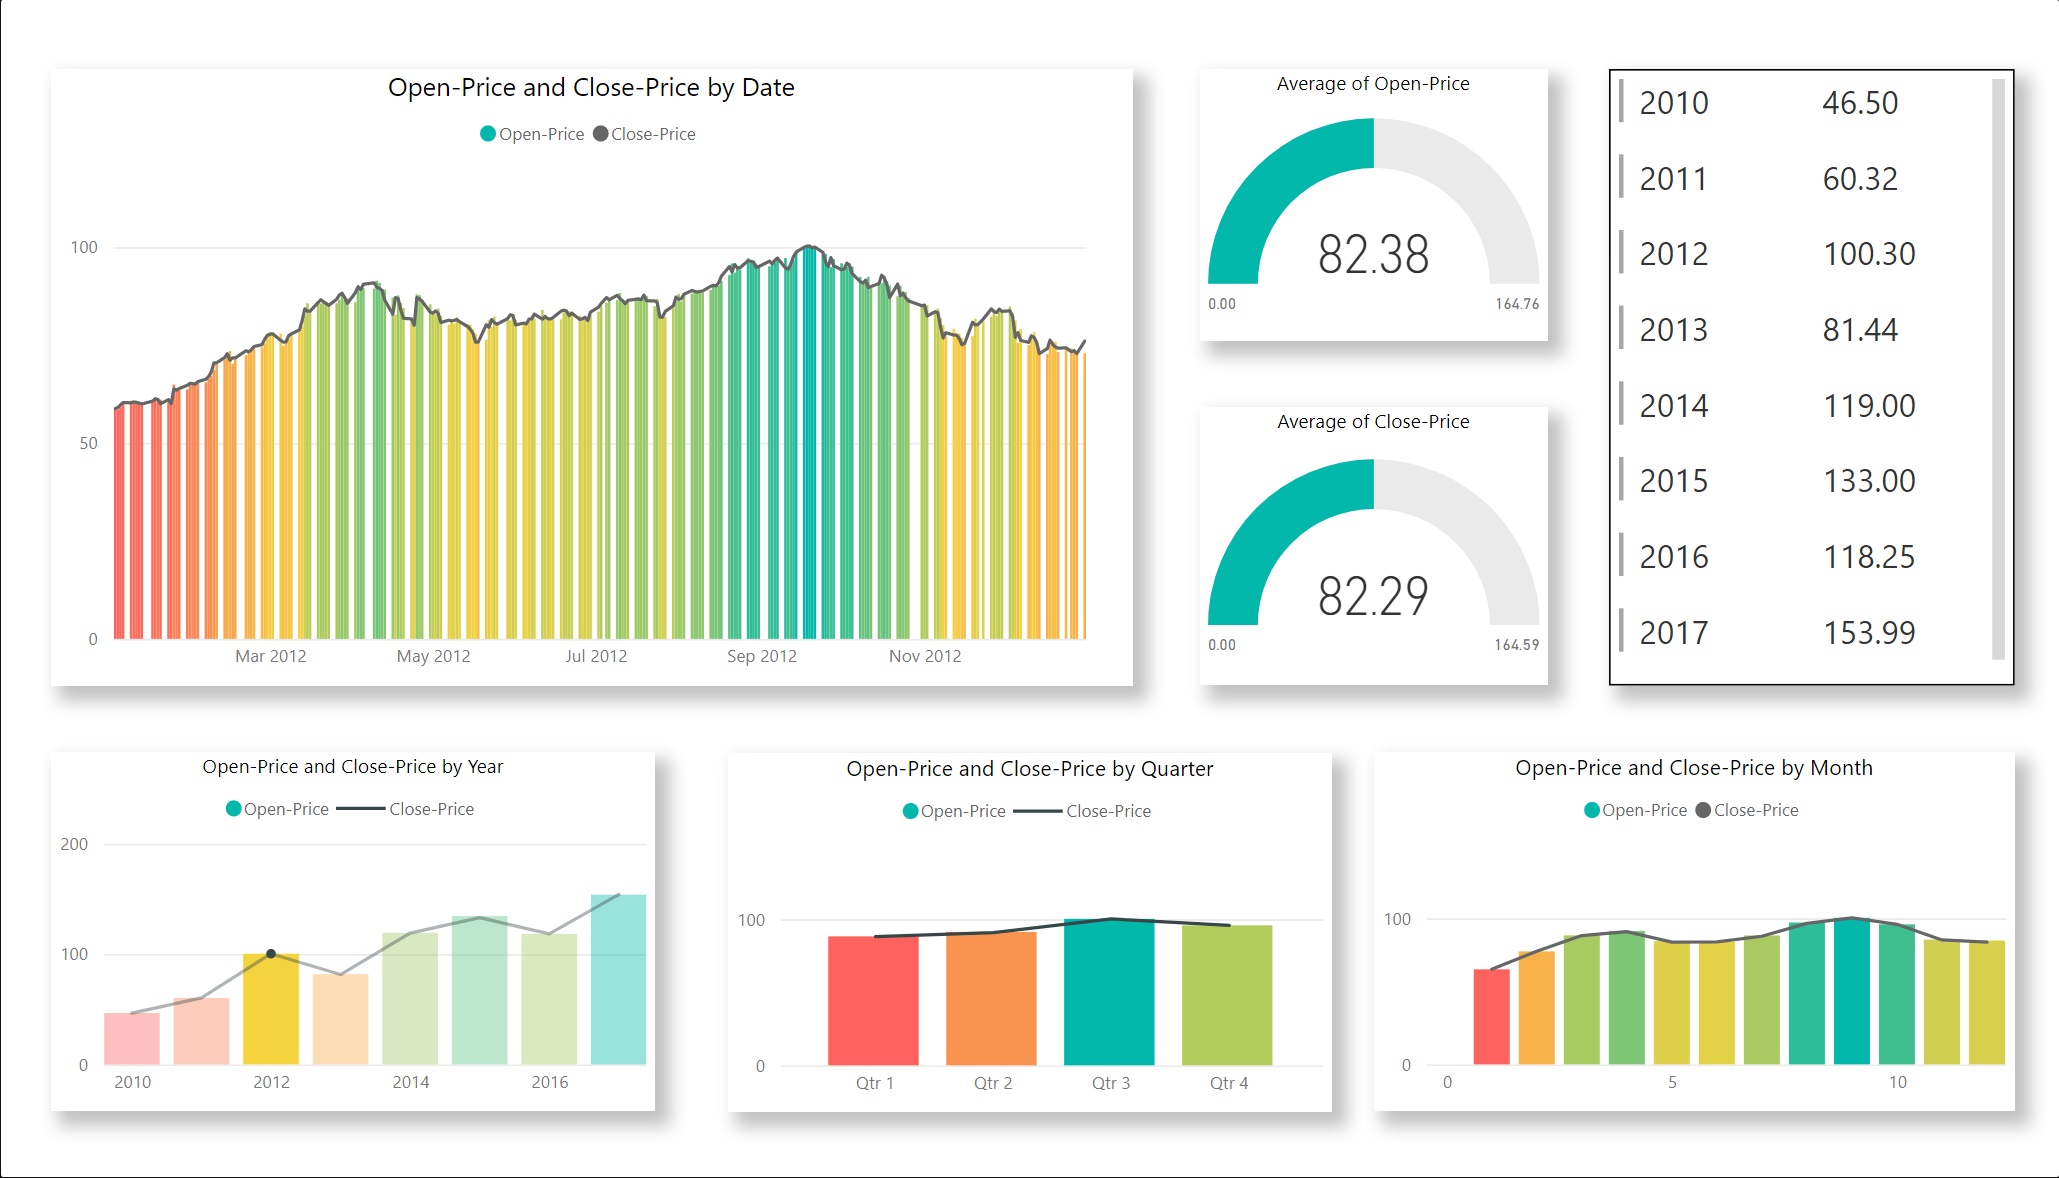 Open-Price and Close-Price by Date
Open-Price Close-Price
100
50
0
Mar 2012 May 2012 Jul 2012 Sep 2012 Nov 2012
Average of Open-Price
82.38
0.00 164.76
Average of Close-Price
82.29
0.00 164.59
2010 46.50
2011 60.32
2012 100.30
2013 81.44
2014 119.00
2015 133.00
2016 118.25
2017 153.99
Open-Price and Close-Price by Year
Open-Price Close-Price
200
100
0
2010 2012 2014 2016
Open-Price and Close-Price by Quarter
Open-Price Close-Price
100
0
Qtr 1 Qtr 2 Qtr 3 Qtr 4
Open-Price and Close-Price by Month
Open-Price Close-Price
100
0
0 5 10